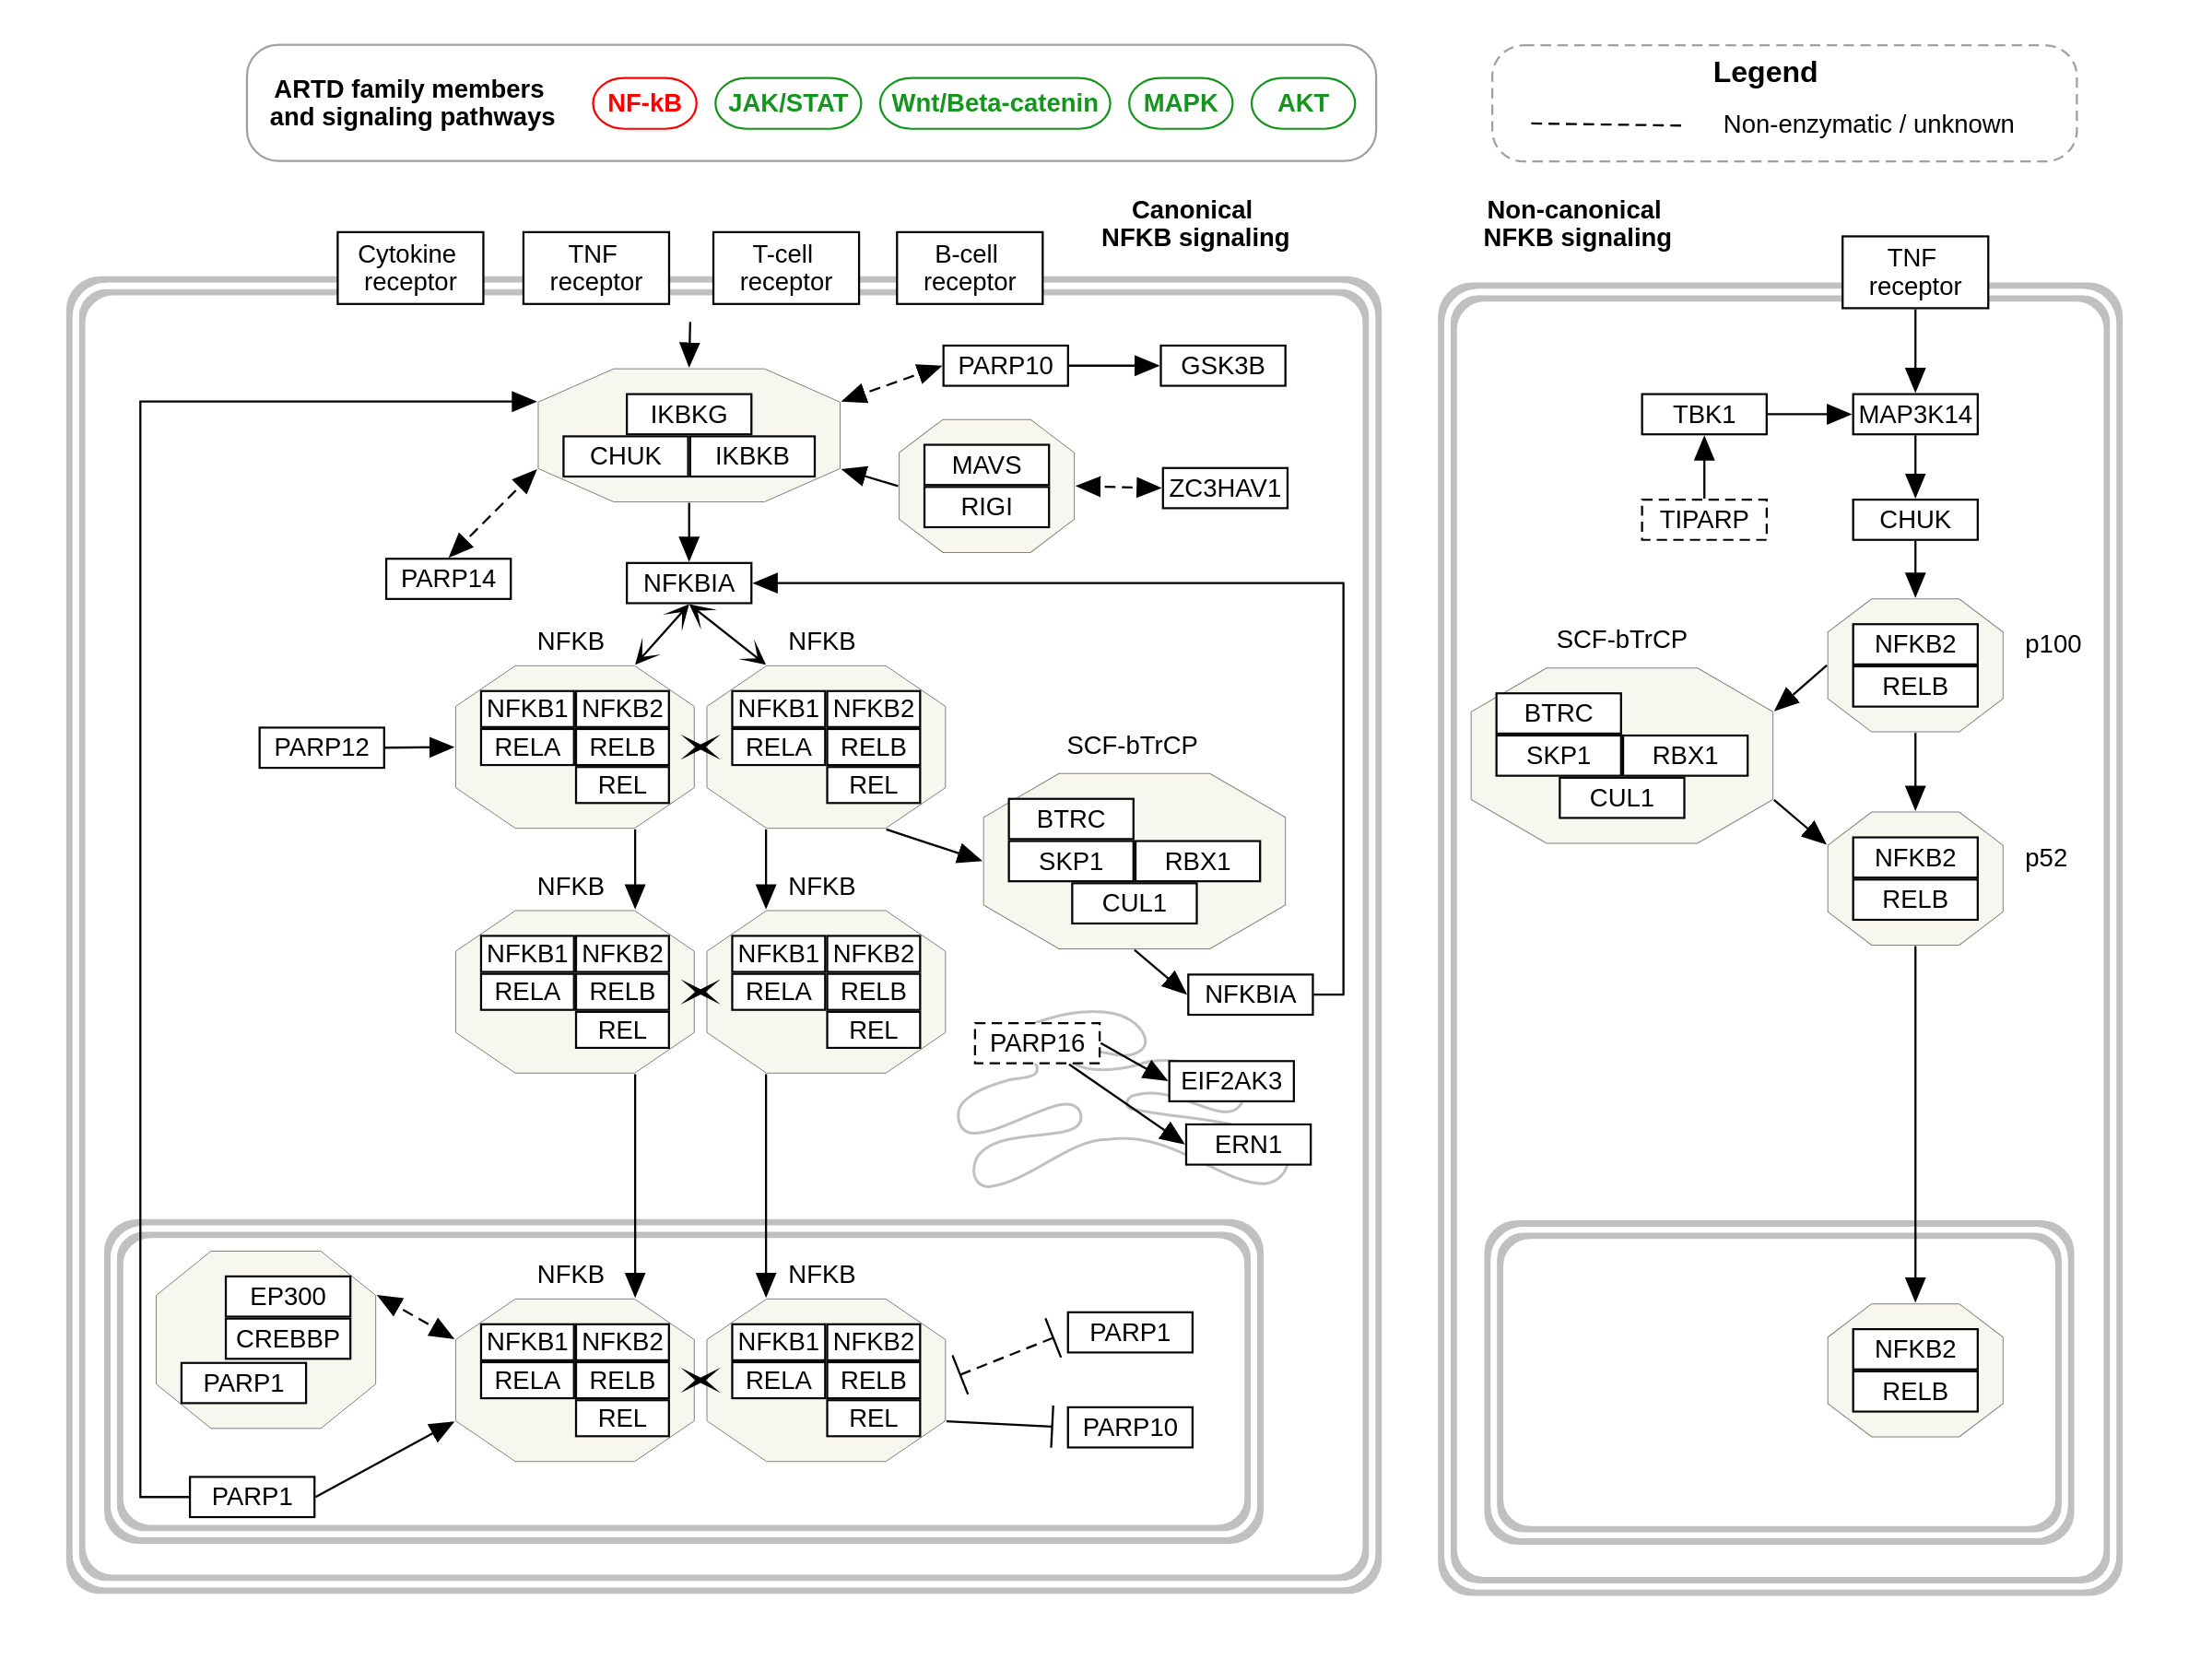 ARTD family members
and signaling pathways
NF-kB
JAK/STAT
Wnt/Beta-catenin
MAPK
AKT
Legend
Non-enzymatic / unknown
Canonical
NFKB signaling
Non-canonical
NFKB signaling
Cytokine
receptor
TNF
receptor
T-cell
receptor
B-cell
receptor
PARP10
GSK3B
IKBKG
CHUK
IKBKB
MAVS
RIGI
ZC3HAV1
PARP14
NFKBIA
NFKB
NFKB
NFKB1
NFKB2
RELA
RELB
REL
NFKB1
NFKB2
RELA
RELB
REL
PARP12
SCF-bTrCP
BTRC
SKP1
RBX1
CUL1
NFKB
NFKB
NFKB1
NFKB2
RELA
RELB
REL
NFKB1
NFKB2
RELA
RELB
REL
NFKBIA
PARP16
EIF2AK3
ERN1
NFKB
NFKB
EP300
CREBBP
PARP1
NFKB1
NFKB2
RELA
RELB
REL
NFKB1
NFKB2
RELA
RELB
REL
PARP1
PARP10
PARP1
TNF
receptor
TBK1
MAP3K14
TIPARP
CHUK
SCF-bTrCP
NFKB2
RELB
p100
BTRC
SKP1
RBX1
CUL1
NFKB2
RELB
p52
NFKB2
RELB